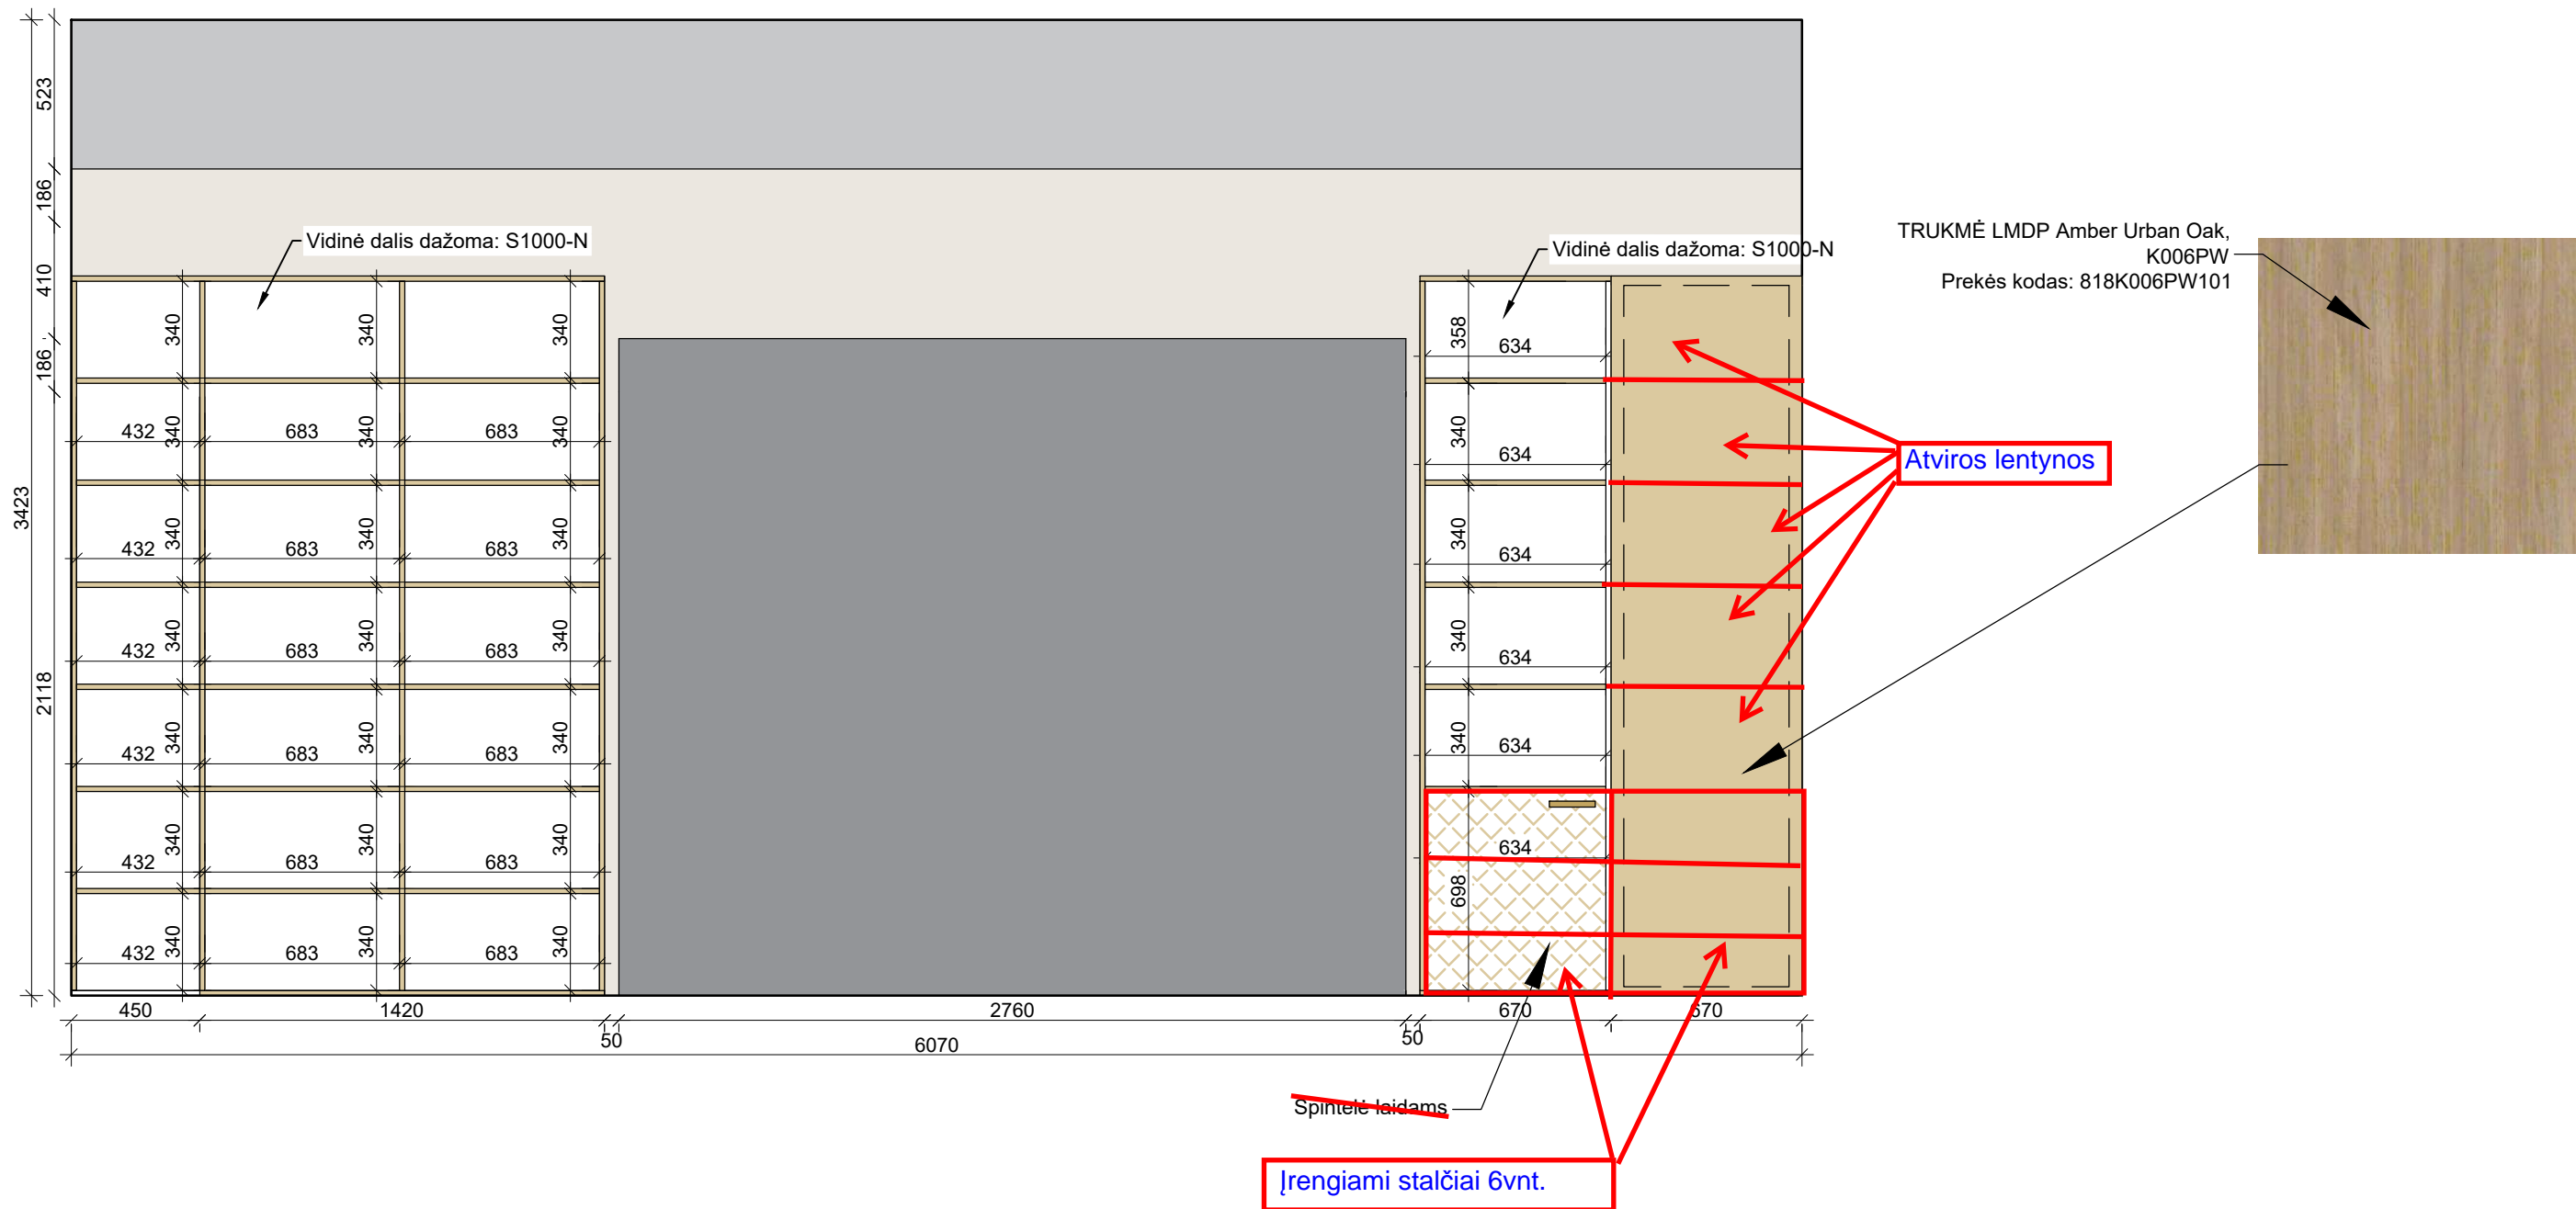 523
186
410
186
3423
2118
Vidinė dalis dažoma: S1000-N
Vidinė dalis dažoma: S1000-N
TRUKMĖ LMDP Amber Urban Oak,
K006PW
Prekės kodas: 818K006PW101
340 340 340 358
634
432 340 683 340 683 340 340 634
Atviros lentynos
432 340 683 340 683 340 340 634
432 340 683 340 683 340 340 634
432 340 683 340 683 340 340 634
432 340 683 340 683 340 634
698
432 340 683 340 683 340
450 1420 2760 670 670
50 50
6070
Spintelė laidams
Įrengiami stalčiai 6vnt.